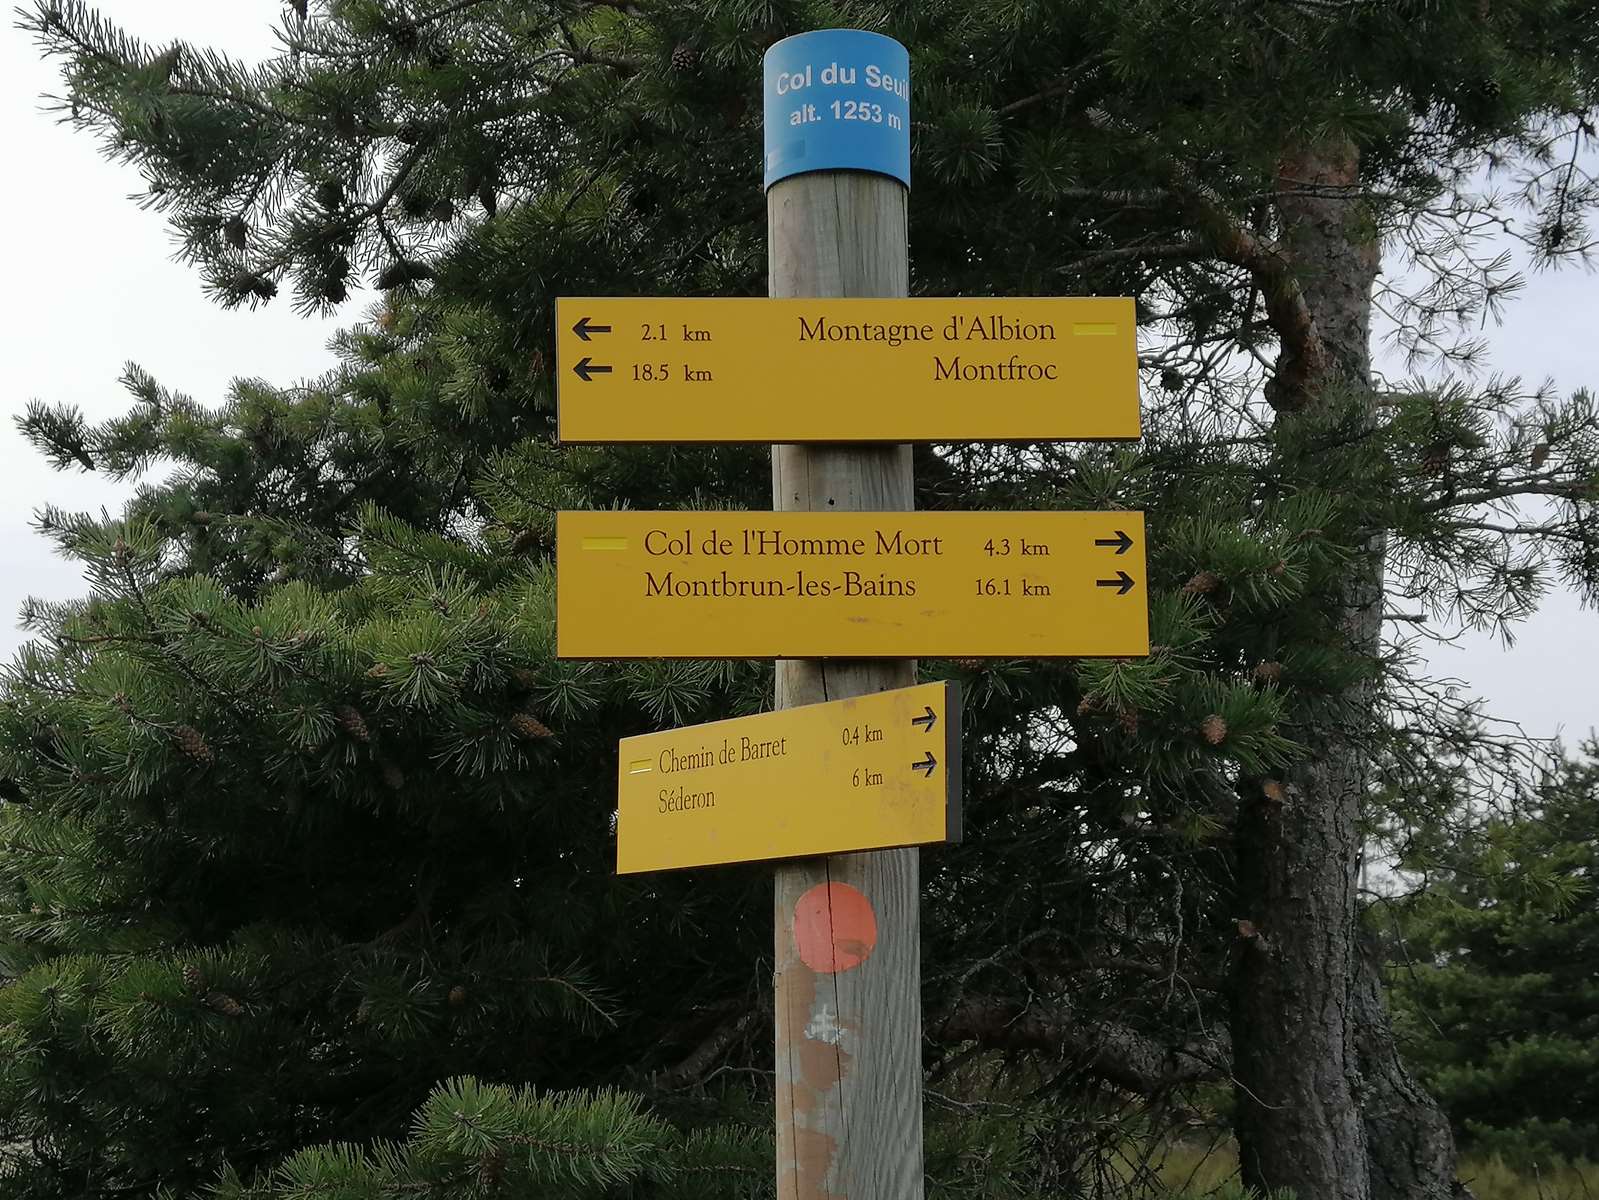 Col du Seuil
alt. 1253 m
← 2.1 km Montagne d'Albion
← 18.5 km Montfroc
Col de l'Homme Mort 4.3 km →
Montbrun-les-Bains 16.1 km →
Chemin de Barret 0.4 km →
Séderon 6 km →